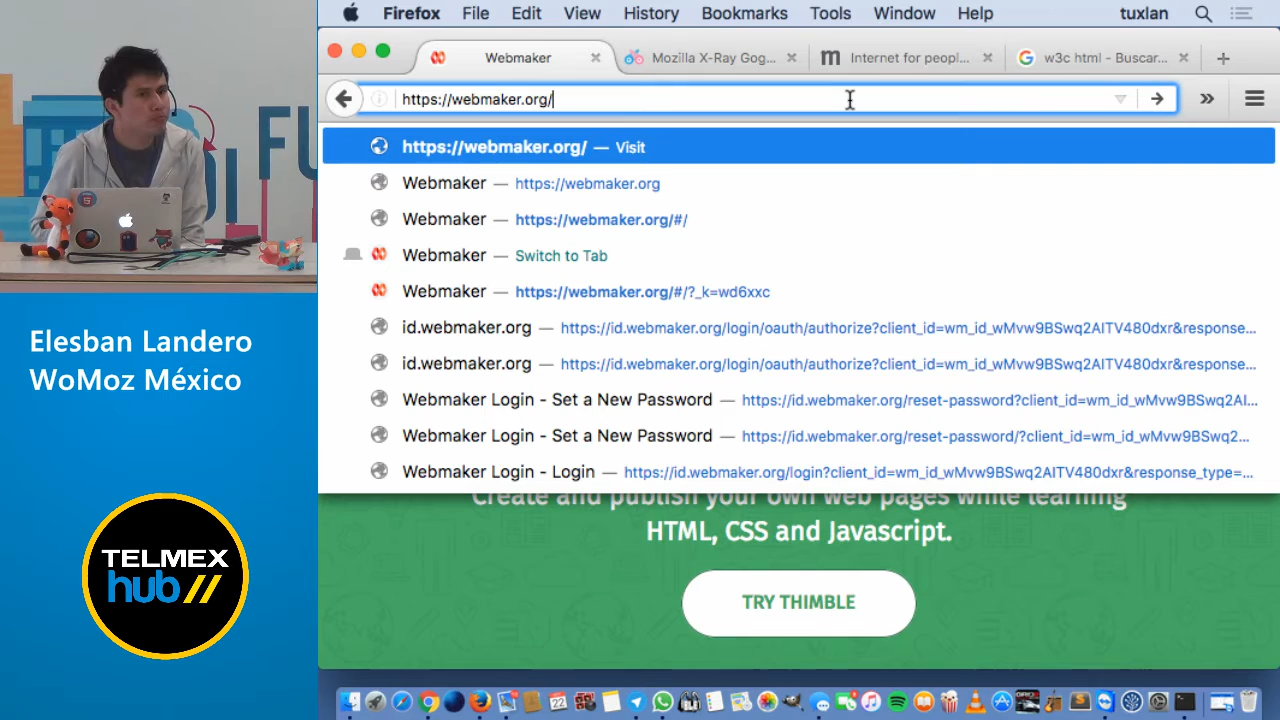 Firefox File Edit View History Bookmarks Tools Window Help tuxlan
Webmaker Mozilla X-Ray Gog... Internet for peopl... w3c html - Buscar...
https://webmaker.org/
https://webmaker.org/ — Visit
Webmaker — https://webmaker.org
Webmaker — https://webmaker.org/#/
Webmaker — Switch to Tab
Webmaker — https://webmaker.org/#/?_k=wd6xxc
id.webmaker.org — https://id.webmaker.org/login/oauth/authorize?client_id=wm_id_wMvw9BSwq2AITV480dxr&response...
id.webmaker.org — https://id.webmaker.org/login/oauth/authorize?client_id=wm_id_wMvw9BSwq2AITV480dxr&response...
Webmaker Login - Set a New Password — https://id.webmaker.org/reset-password?client_id=wm_id_wMvw9BSwq2AI...
Webmaker Login - Set a New Password — https://id.webmaker.org/reset-password/?client_id=wm_id_wMvw9BSwq2...
Webmaker Login - Login — https://id.webmaker.org/login?client_id=wm_id_wMvw9BSwq2AITV480dxr&response_type=...
Create and publish your own web pages while learning
HTML, CSS and Javascript.
TRY THIMBLE
Elesban Landero
WoMoz México
TELMEX
hub//